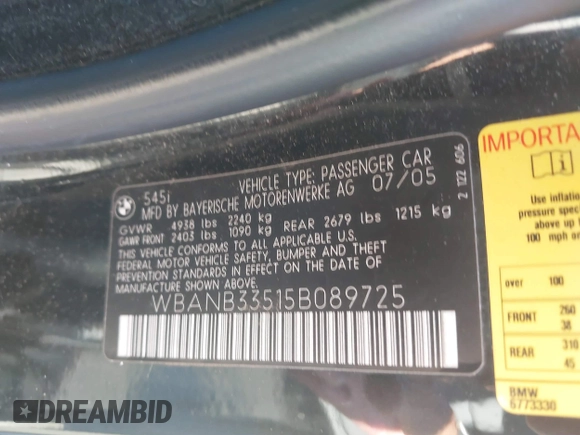 BMW
545i
VEHICLE TYPE: PASSENGER CAR
MFD BY BAYERISCHE MOTORENWERKE AG 07/05
GVWR 4938 lbs 2240 kg
GAWR FRONT 2403 lbs 1090 kg REAR 2679 lbs 1215 kg
THIS VEHICLE CONFORMS TO ALL APPLICABLE U.S.
FEDERAL MOTOR VEHICLE SAFETY, BUMPER AND THEFT
PREVENTION STANDARDS IN EFFECT ON THE DATE OF
MANUFACTURE SHOWN ABOVE.
WBANB33515B089725
2 122 606
IMPORTA
Use inflation
pressure spec
above
100 mph or
over 100
FRONT 260
38
REAR 310
45
BMW
6773330
DREAMBID